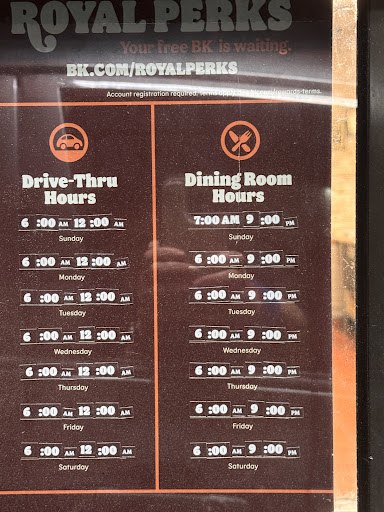 ROYAL PERKS
Your free BK is waiting.
BK.COM/ROYALPERKS
Account registration required. Terms apply.
Drive-Thru
Hours
6 :00 AM 12 :00 AM
Sunday
6 :00 AM 12 :00 AM
Monday
6 :00 AM 12 :00 AM
Tuesday
6 :00 AM 12 :00 AM
Wednesday
6 :00 AM 12 :00 AM
Thursday
6 :00 AM 12 :00 AM
Friday
6 :00 AM 12 :00 AM
Saturday
Dining Room
Hours
7:00 AM 9 :00 PM
Sunday
6 :00 AM 9 :00 PM
Monday
6 :00 AM 9 :00 PM
Tuesday
6 :00 AM 9 :00 PM
Wednesday
6 :00 AM 9 :00 PM
Thursday
6 :00 AM 9 :00 PM
Friday
6 :00 AM 9 :00 PM
Saturday